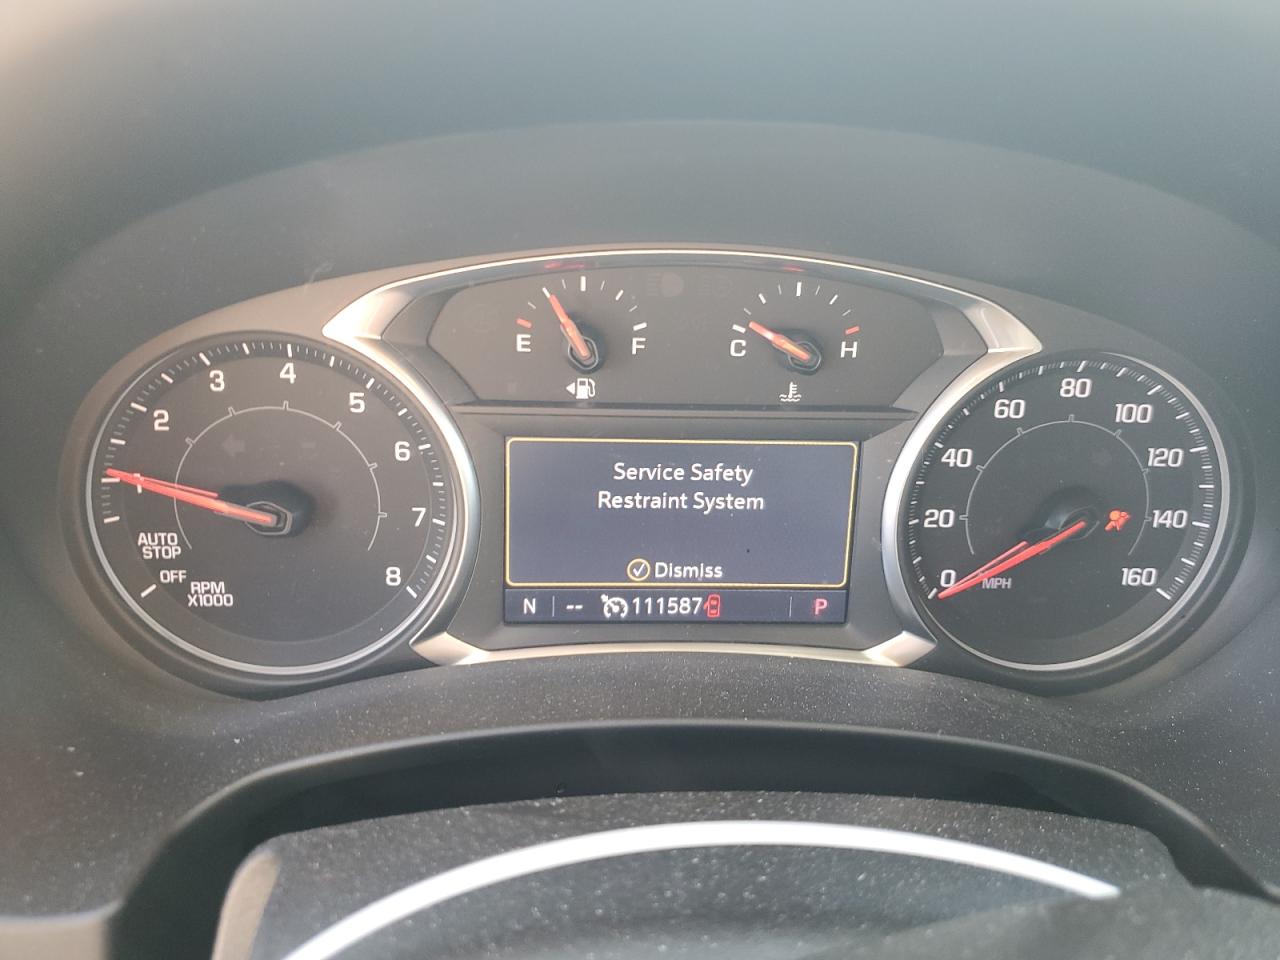 E
F
C
H
1
2
3
4
5
6
7
8
AUTO
STOP
OFF
RPM
X1000
Service Safety
Restraint System
Dismiss
N -- 111587 P
0
20
40
60
80
100
120
140
160
MPH